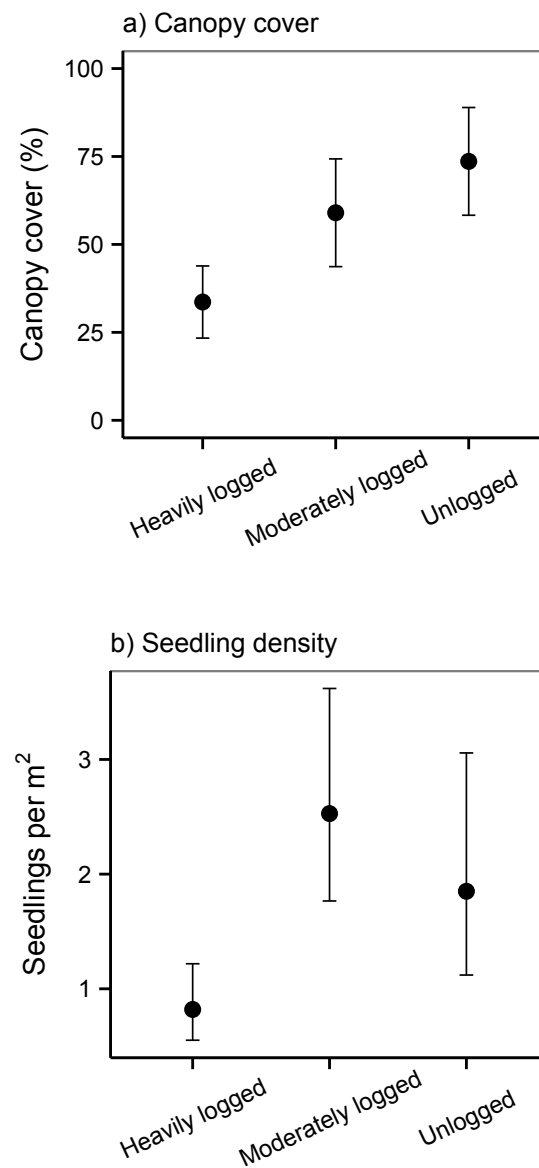 a) Canopy cover
Canopy cover (%)
100
75
50
25
0
Heavily logged
Moderately logged
Unlogged
b) Seedling density
Seedlings per m²
3
2
1
Heavily logged
Moderately logged
Unlogged